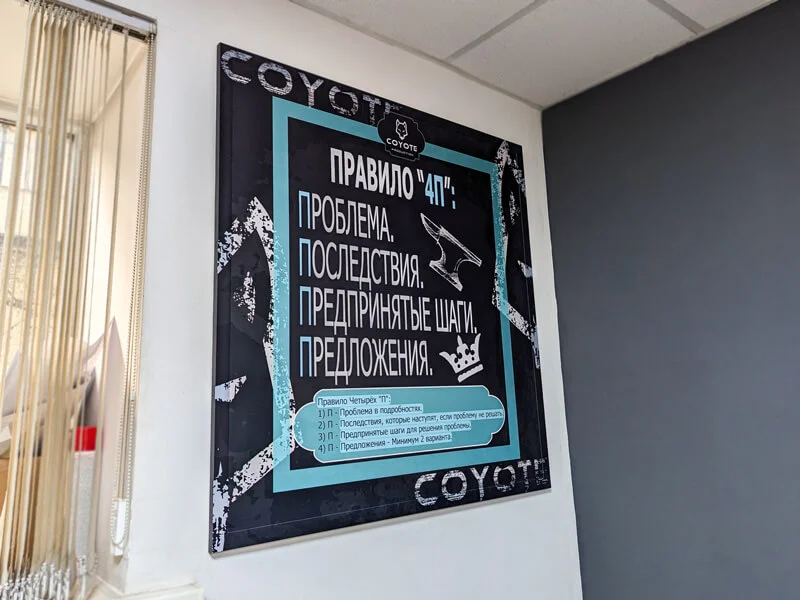 COYOTE
COYOTE
ПРАВИЛО "4П":
ПРОБЛЕМА.
ПОСЛЕДСТВИЯ.
ПРЕДПРИНЯТЫЕ ШАГИ.
ПРЕДЛОЖЕНИЯ.
Правило Четырёх "П":
1) П - Проблема в подробностях.
2) П - Последствия, которые наступят, если проблему не решать
3) П - Предпринятые шаги для решения проблемы.
4) П - Предложения - Минимум 2 варианта.
COYOTE